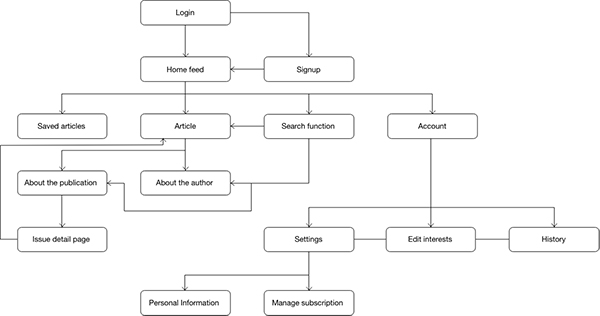 Login
Home feed
Signup
Saved articles
Article
Search function
Account
About the publication
About the author
Issue detail page
Settings
Edit interests
History
Personal Information
Manage subscription